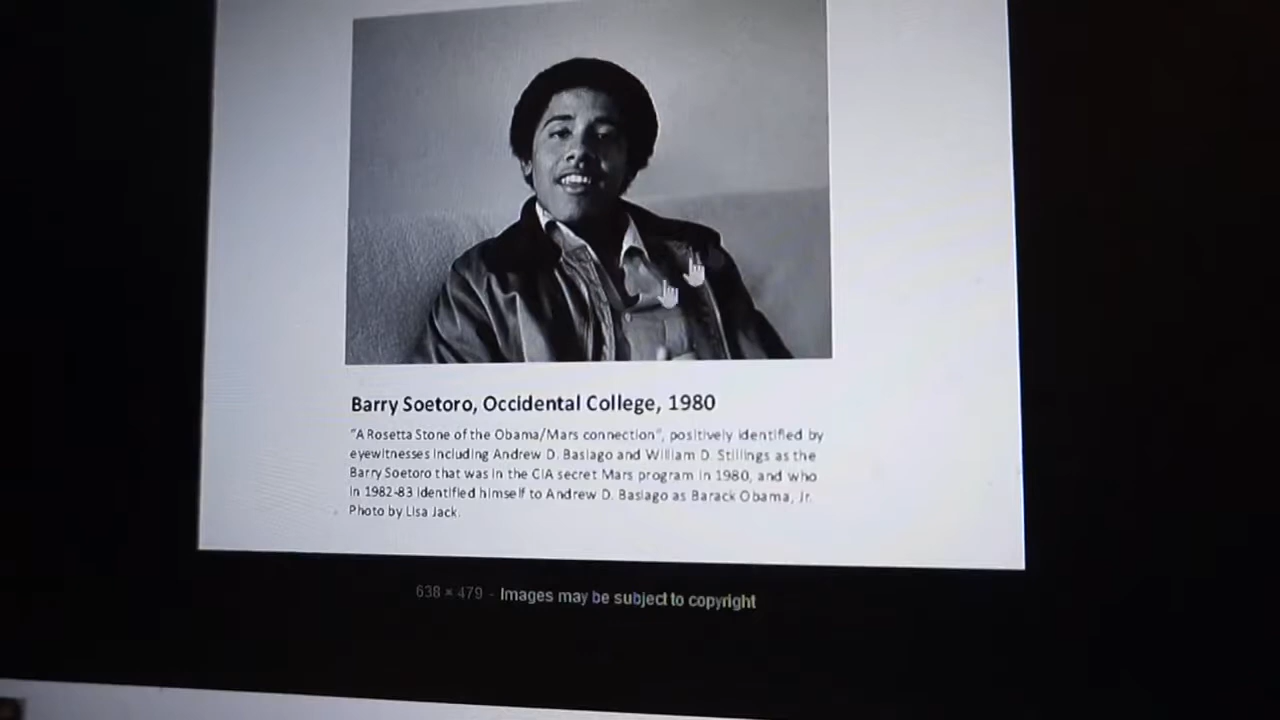 Barry Soetoro, Occidental College, 1980
"A Rosetta Stone of the Obama/Mars connection", positively identified by
eyewitnesses including Andrew D. Basiago and William D. Stillings as the
Barry Soetoro that was in the CIA secret Mars program in 1980, and who
in 1982-83 identified himself to Andrew D. Basiago as Barack Obama, Jr.
Photo by Lisa Jack.
638 × 479 - Images may be subject to copyright